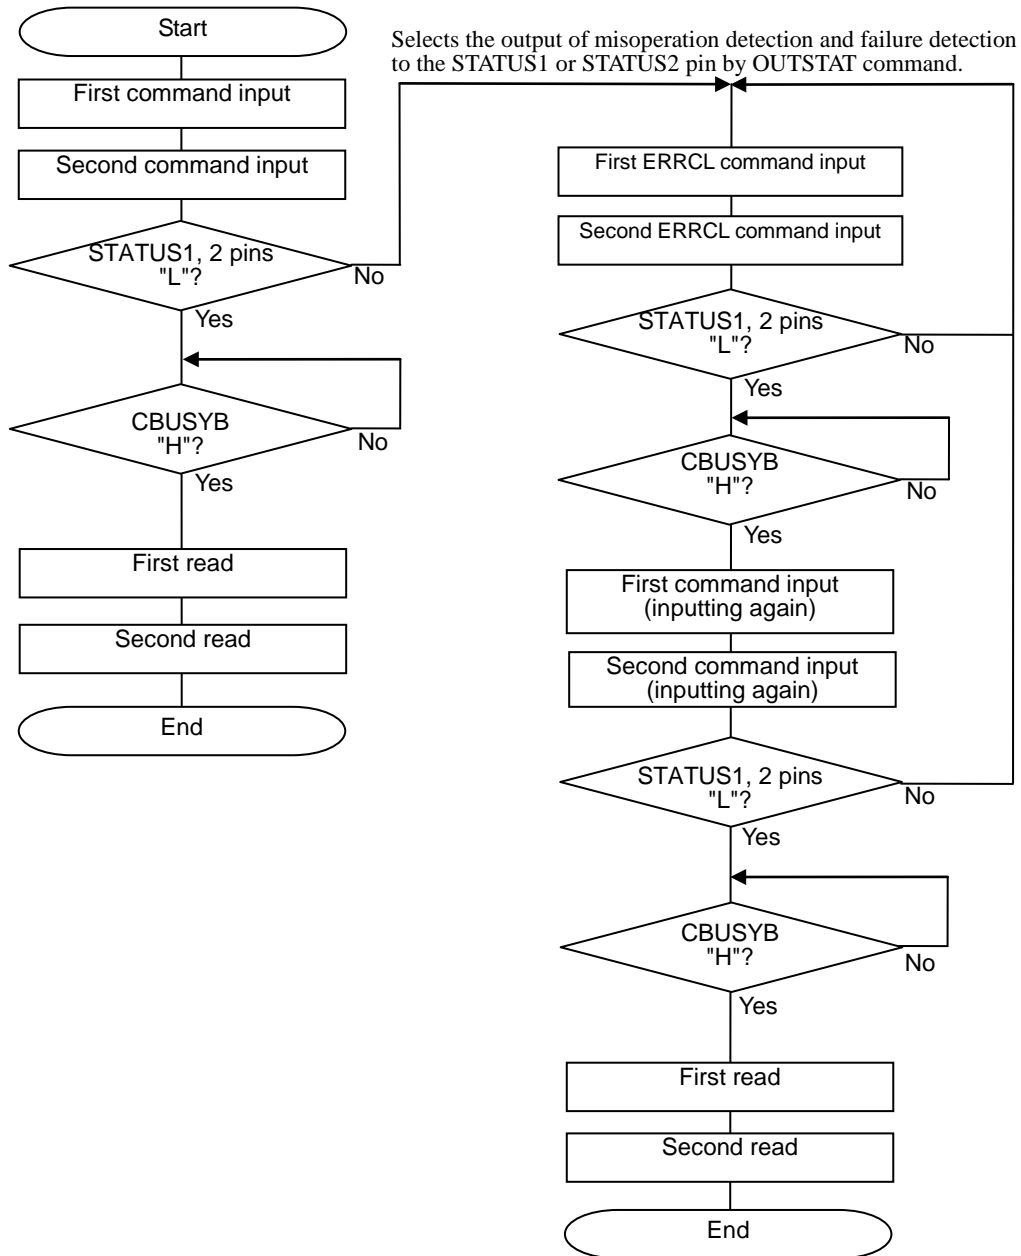 Start
First command input
Second command input
STATUS1, 2 pins
"L"?
No
Yes
CBUSYB
"H"?
No
Yes
First read
Second read
End
Selects the output of misoperation detection and failure detection
to the STATUS1 or STATUS2 pin by OUTSTAT command.
First ERRCL command input
Second ERRCL command input
STATUS1, 2 pins
"L"?
No
Yes
CBUSYB
"H"?
No
Yes
First command input
(inputting again)
Second command input
(inputting again)
STATUS1, 2 pins
"L"?
No
Yes
CBUSYB
"H"?
No
Yes
First read
Second read
End